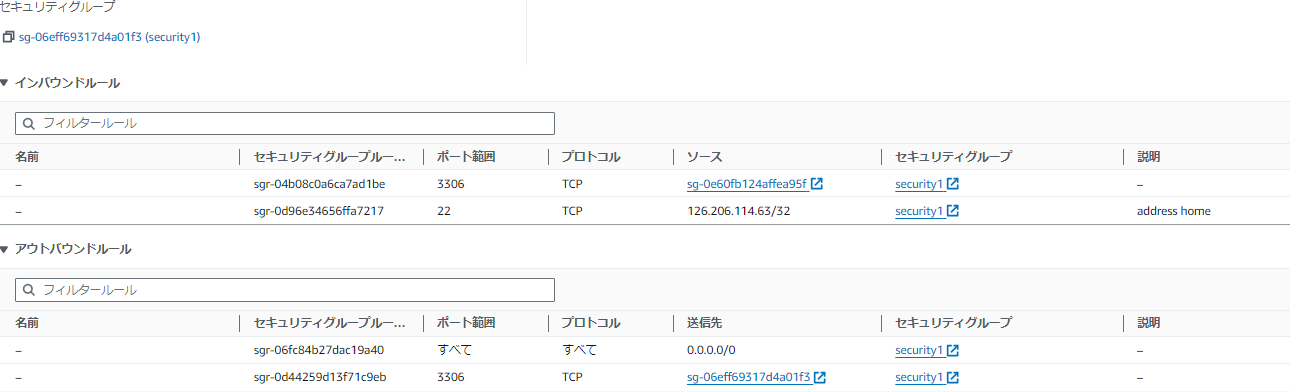 セキュリティグループ
sg-06eff69317d4a01f3 (security1)
インバウンドルール
フィルタールール
名前 セキュリティグループルー... ポート範囲 プロトコル ソース セキュリティグループ 説明
– sgr-04b08c0a6ca7ad1be 3306 TCP sg-0e60fb124affea95f security1 –
– sgr-0d96e34656ffa7217 22 TCP 126.206.114.63/32 security1 address home
アウトバウンドルール
フィルタールール
名前 セキュリティグループルー... ポート範囲 プロトコル 送信先 セキュリティグループ 説明
– sgr-06fc84b27dac19a40 すべて すべて 0.0.0.0/0 security1 –
– sgr-0d44259d13f71c9eb 3306 TCP sg-06eff69317d4a01f3 security1 –